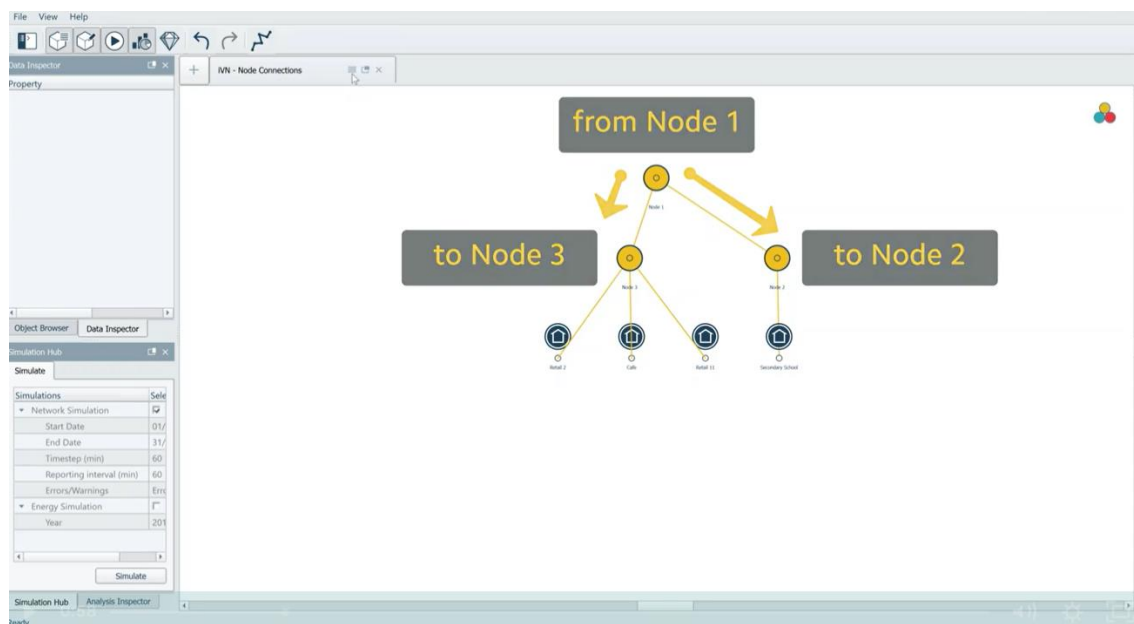 File View Help
Data Inspector
Property
IVN - Node Connections
from Node 1
Node 1
to Node 3
to Node 2
Node 3
Node 2
Retail 2
Cafe
Retail 11
Secondary School
Object Browser
Data Inspector
Simulation Hub
Simulate
Simulations
Sele
Network Simulation
Start Date
01/
End Date
31/
Timestep (min)
60
Reporting interval (min)
60
Errors/Warnings
Erro
Energy Simulation
Year
201
Simulate
Simulation Hub
Analysis Inspector
Ready